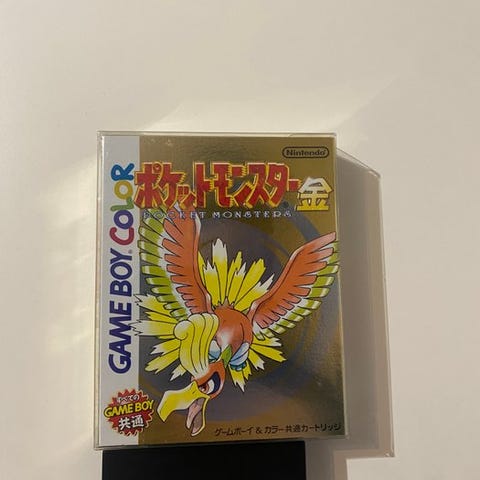 Nintendo
ポケットモンスター金
POCKET MONSTERS
GAME BOY COLOR
すべての
GAME BOY
共通
ゲームボーイ&カラー共通カートリッジ